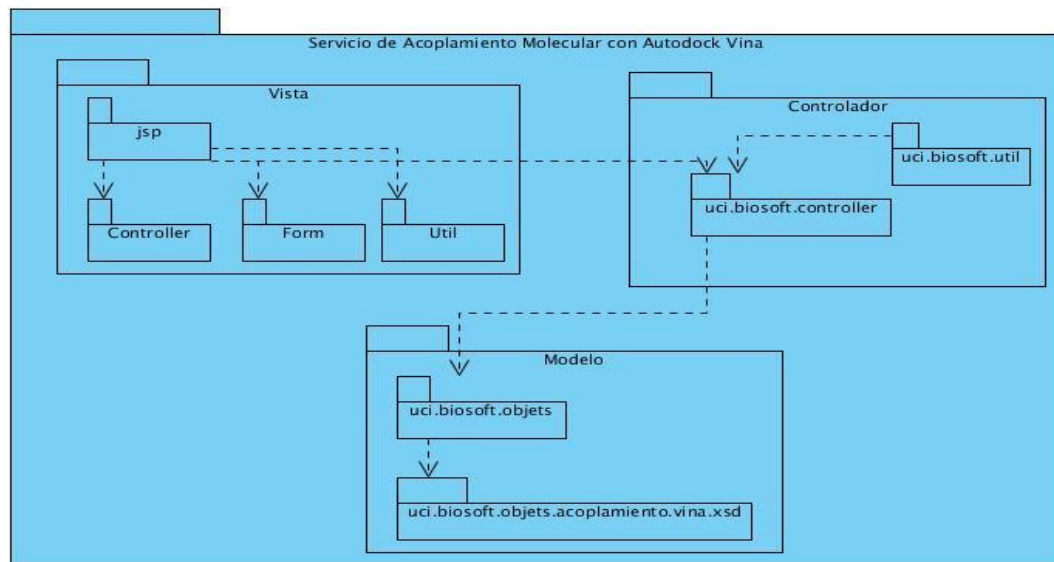 Servicio de Acoplamiento Molecular con Autodock Vina
Vista
jsp
Controller
Form
Util
Controlador
uci.biosoft.util
uci.biosoft.controller
Modelo
uci.biosoft.objets
uci.biosoft.objets.acoplamiento.vina.xsd